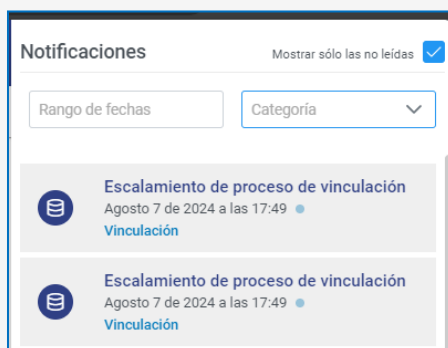 Notificaciones
Mostrar sólo las no leídas
Rango de fechas
Categoría
Escalamiento de proceso de vinculación
Agosto 7 de 2024 a las 17:49
Vinculación
Escalamiento de proceso de vinculación
Agosto 7 de 2024 a las 17:49
Vinculación